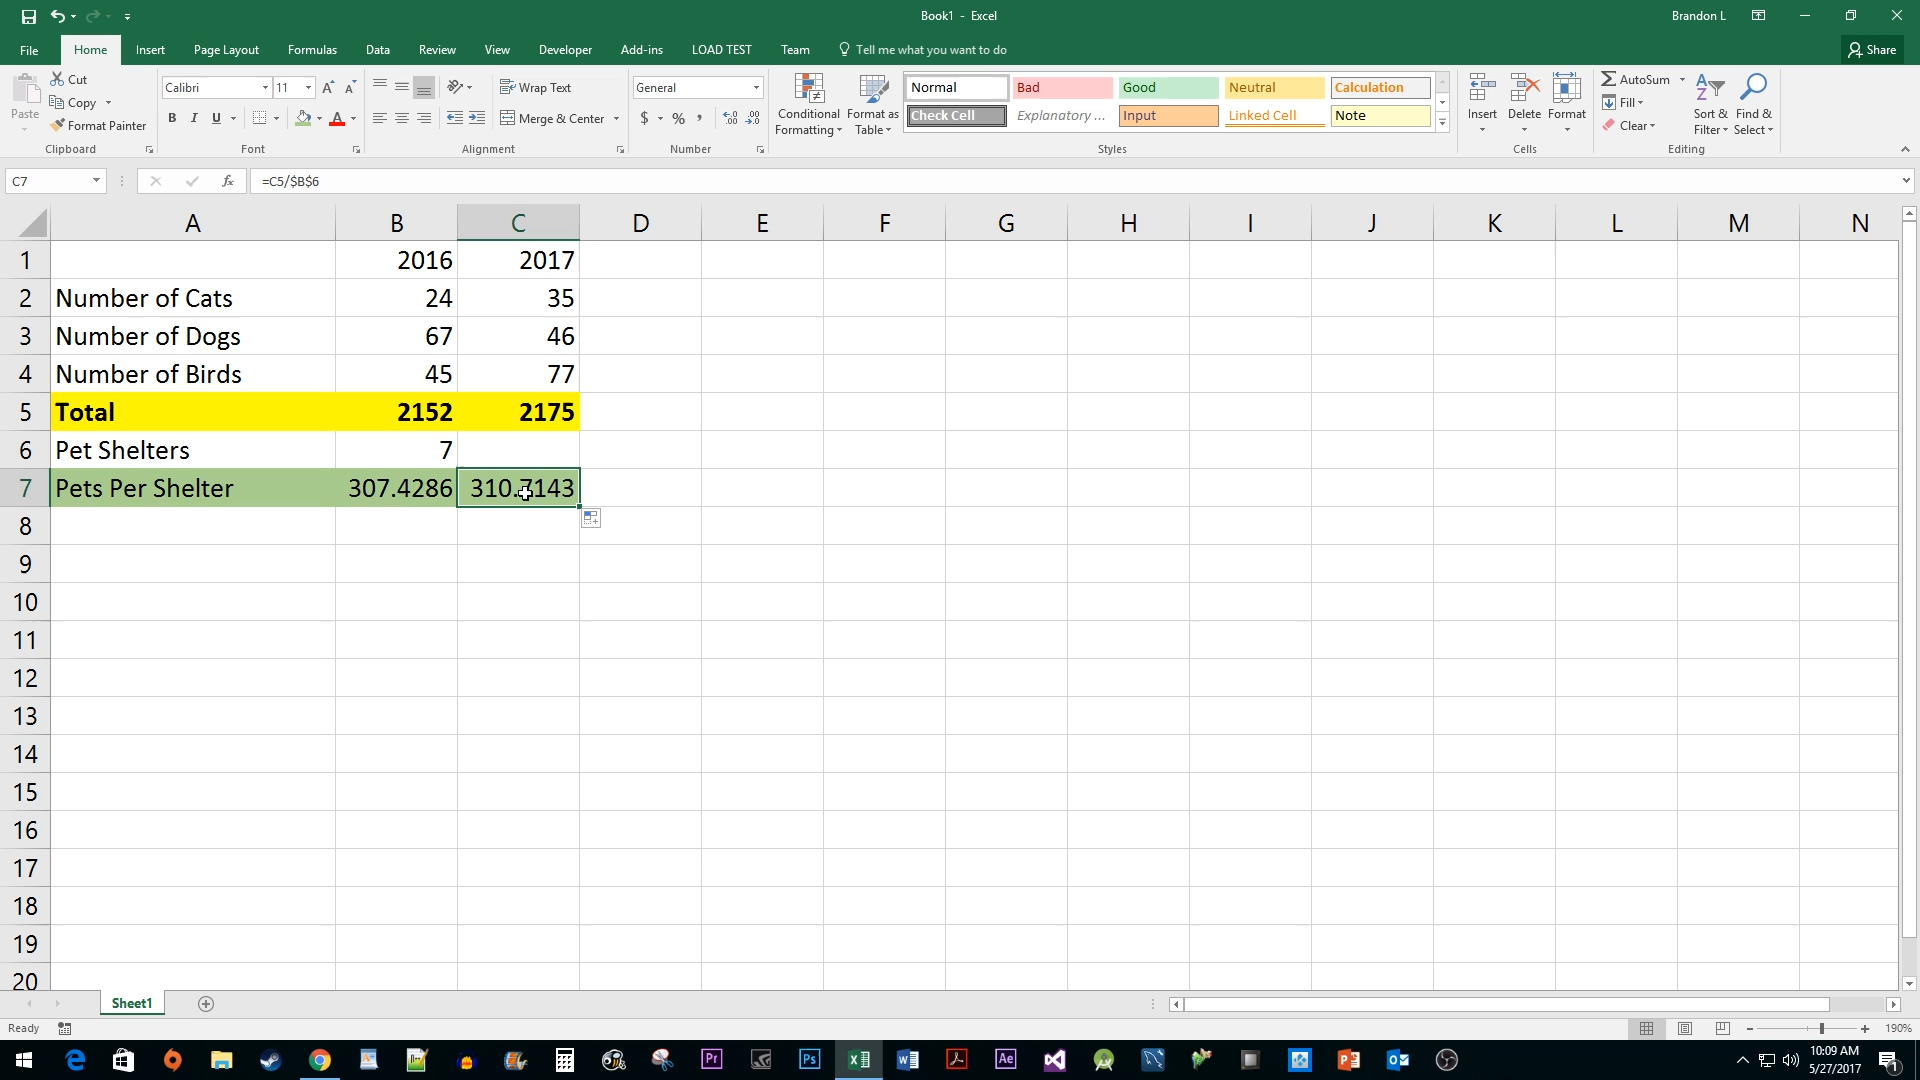 Book1 - Excel
Brandon L
File Home Insert Page Layout Formulas Data Review View Developer Add-ins LOAD TEST Team Tell me what you want to do Share
Paste
Cut
Copy
Format Painter
Clipboard
Calibri 11
B I U
Font
Wrap Text
Merge & Center
Alignment
General
$ % ,
Number
Conditional Formatting
Format as Table
Normal Bad Good Neutral Calculation
Check Cell Explanatory ... Input Linked Cell Note
Styles
Insert Delete Format
Cells
AutoSum
Fill
Clear
Sort & Filter
Find & Select
Editing
C7 fx =C5/$B$6
A B C D E F G H I J K L M N
1 2016 2017
2 Number of Cats 24 35
3 Number of Dogs 67 46
4 Number of Birds 45 77
5 Total 2152 2175
6 Pet Shelters 7
7 Pets Per Shelter 307.4286 310.7143
8
9
10
11
12
13
14
15
16
17
18
19
20
Sheet1
Ready 190%
10:09 AM
5/27/2017